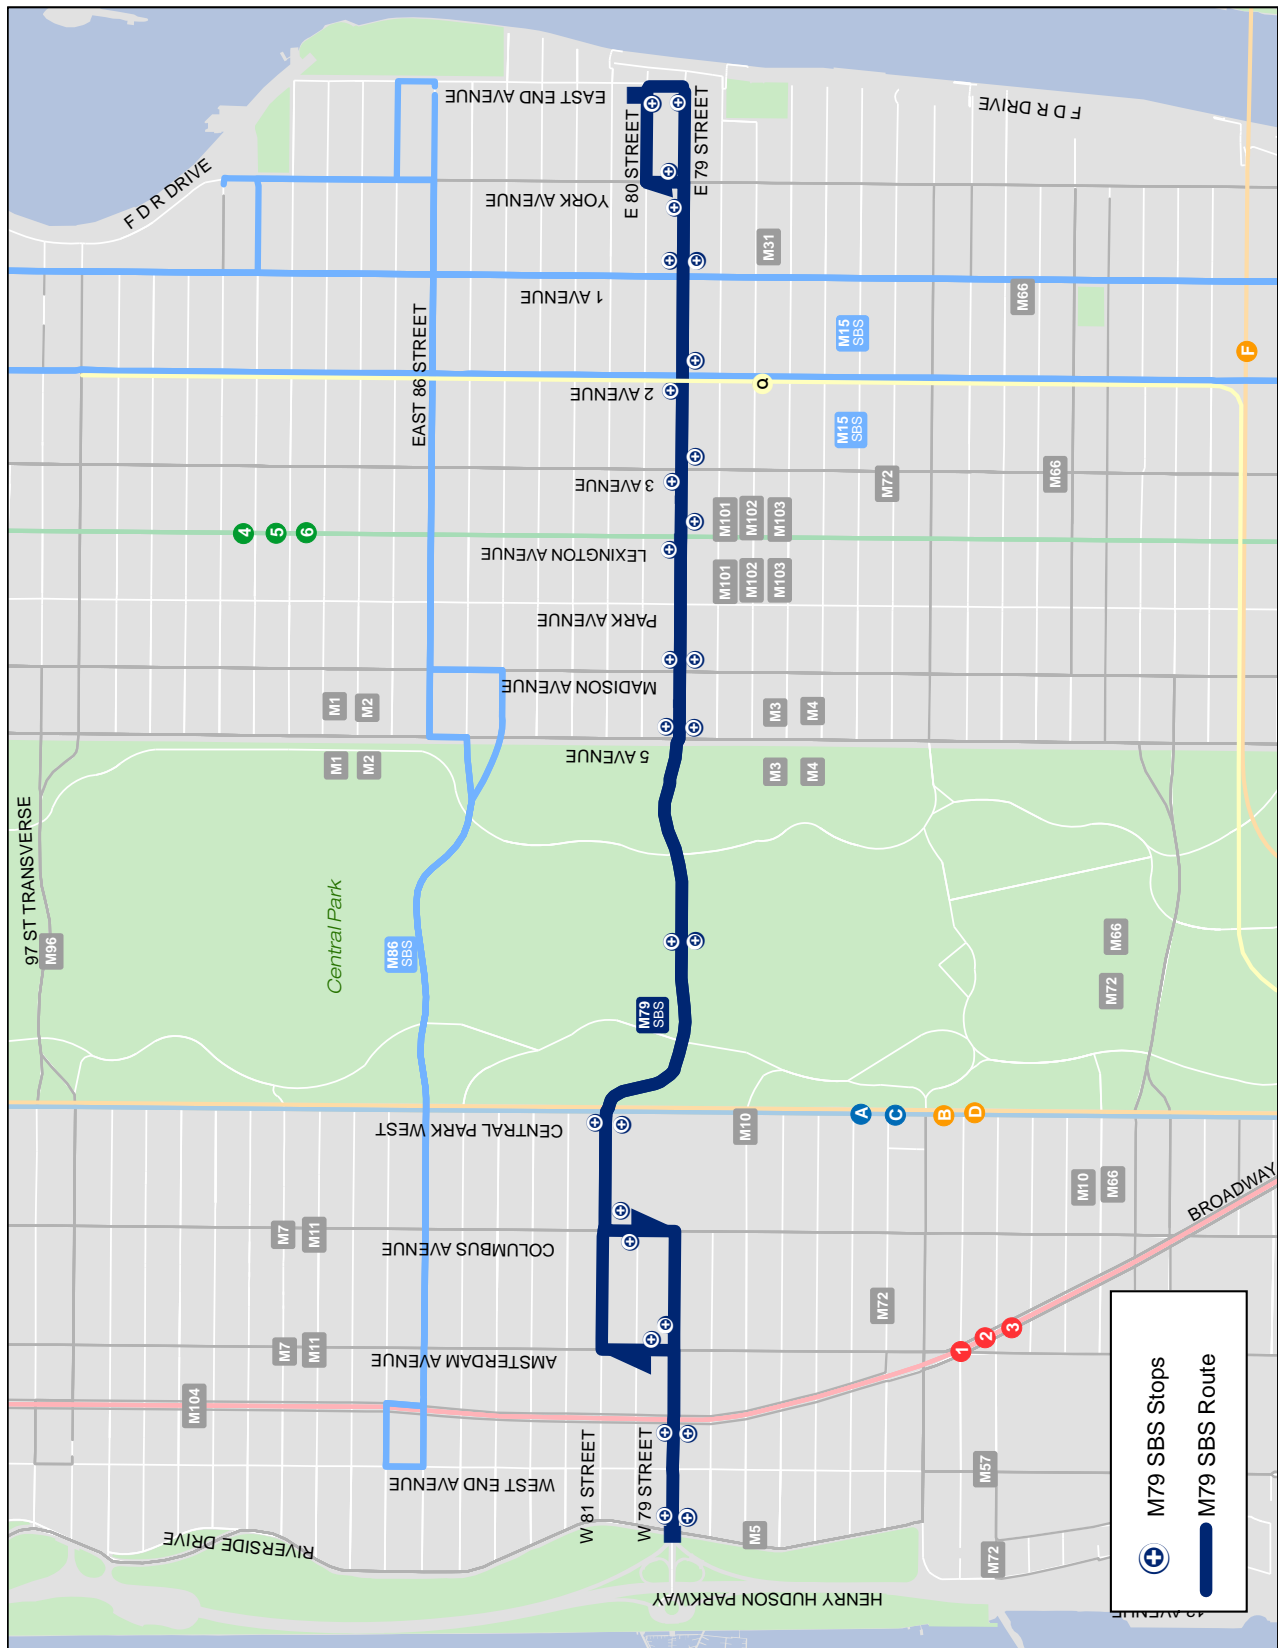 F D R DRIVE
EAST END AVENUE
E 80 STREET
E 79 STREET
F D R DRIVE
YORK AVENUE
M31
1 AVENUE
M66
EAST 86 STREET
M15
SBS
F
2 AVENUE
Q
M15
SBS
3 AVENUE
M72
M66
4
5
6
LEXINGTON AVENUE
M101
M102
M103
M101
M102
M103
PARK AVENUE
MADISON AVENUE
M1
M2
M3
M4
5 AVENUE
M1
M2
M3
M4
97 ST TRANSVERSE
M96
Central Park
M86
SBS
M79
SBS
M66
M72
CENTRAL PARK WEST
M10
A
C
B
D
M10
M66
BROADWAY
M7
M11
COLUMBUS AVENUE
M72
M7
M11
AMSTERDAM AVENUE
1
2
3
M104
W 81 STREET
W 79 STREET
WEST END AVENUE
M57
RIVERSIDE DRIVE
M5
M72
HENRY HUDSON PARKWAY
M79 SBS Stops
M79 SBS Route